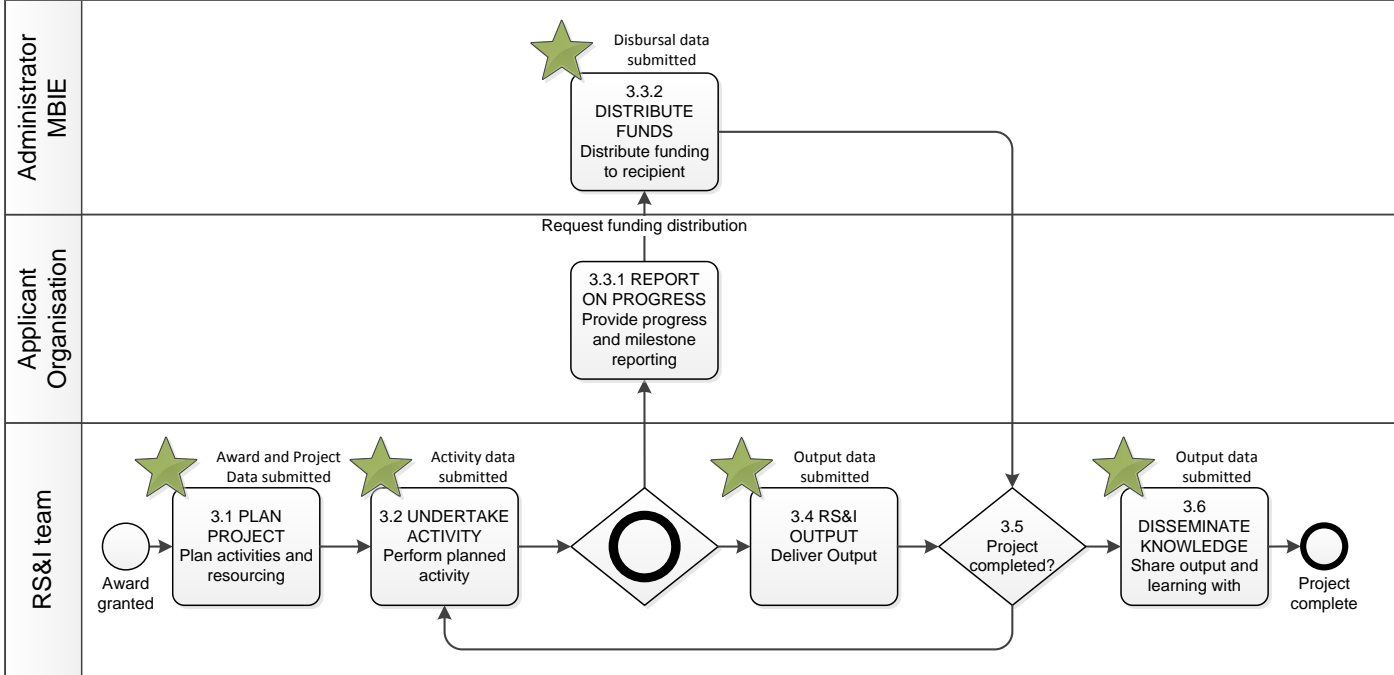 Administrator
MBIE
Disbursal data
submitted
3.3.2
DISTRIBUTE
FUNDS
Distribute funding
to recipient
Applicant
Organisation
Request funding distribution
3.3.1 REPORT
ON PROGRESS
Provide progress
and milestone
reporting
RS&I team
Award
granted
Award and Project
Data submitted
3.1 PLAN
PROJECT
Plan activities and
resourcing
Activity data
submitted
3.2 UNDERTAKE
ACTIVITY
Perform planned
activity
Output data
submitted
3.4 RS&I
OUTPUT
Deliver Output
3.5
Project
completed?
Output data
submitted
3.6
DISSEMINATE
KNOWLEDGE
Share output and
learning with
Project
complete